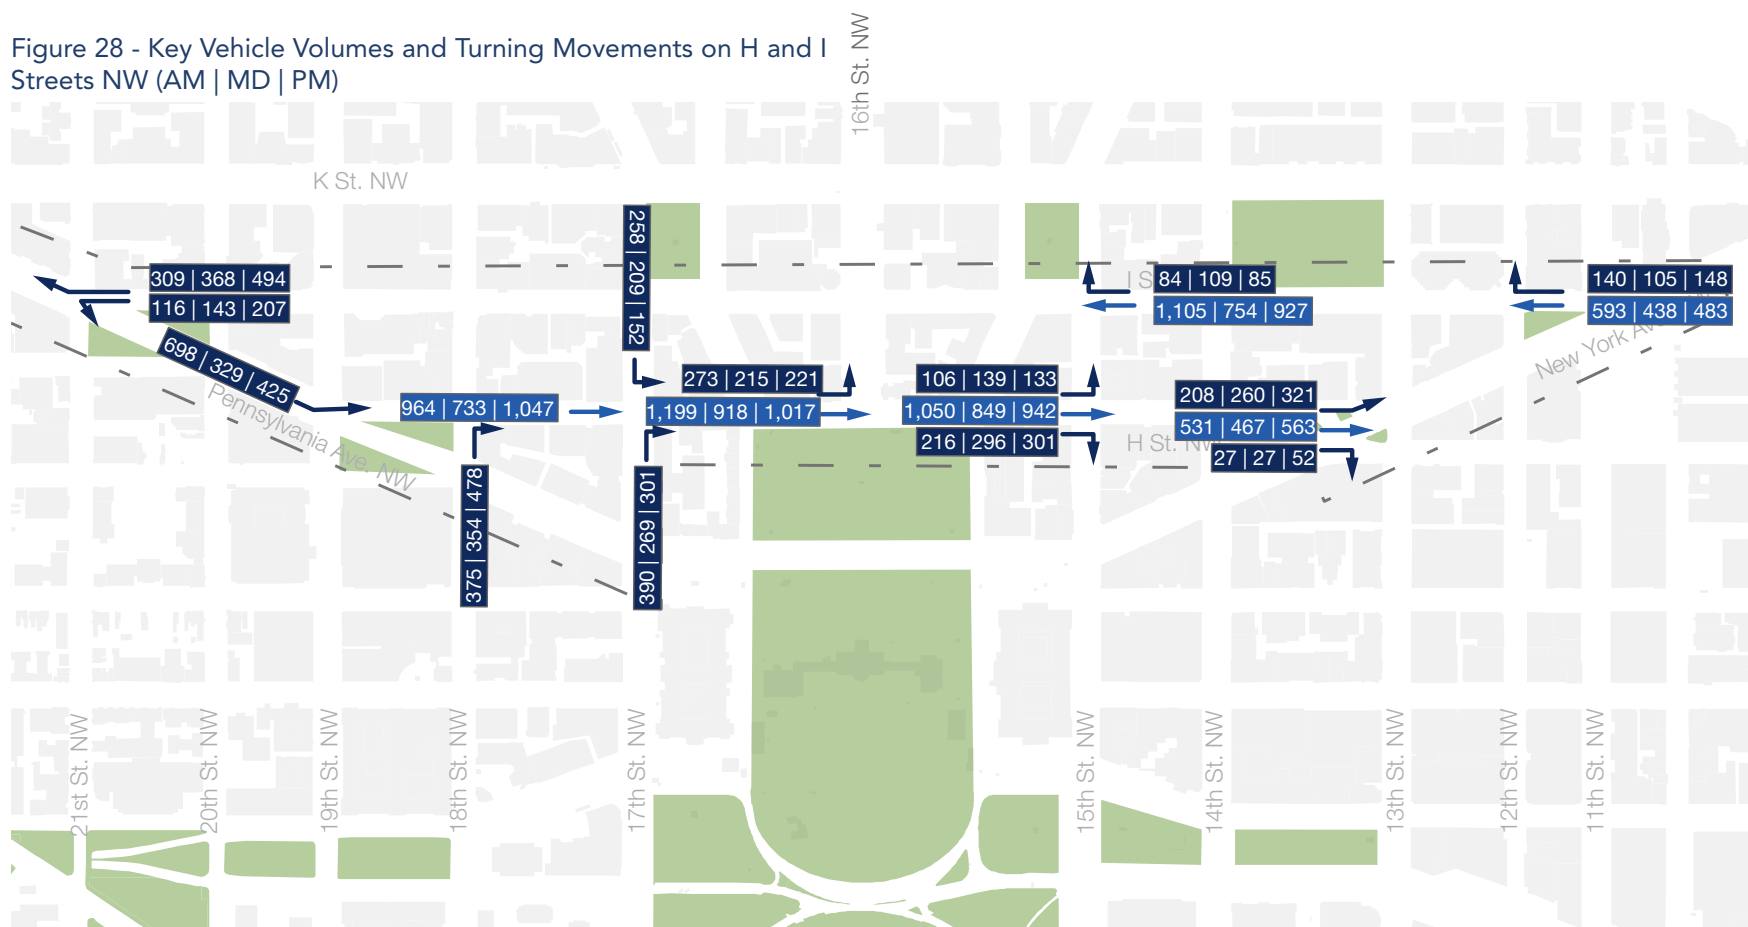 Figure 28 - Key Vehicle Volumes and Turning Movements on H and I
Streets NW (AM | MD | PM)
16th St. NW
K St. NW
309 | 368 | 494
116 | 143 | 207
698 | 329 | 425
Pennsylvania Ave. NW
964 | 733 | 1,047
375 | 354 | 478
258 | 209 | 152
273 | 215 | 221
1,199 | 918 | 1,017
390 | 269 | 301
106 | 139 | 133
1,050 | 849 | 942
216 | 296 | 301
I S
84 | 109 | 85
1,105 | 754 | 927
H St. NW
208 | 260 | 321
531 | 467 | 563
27 | 27 | 52
140 | 105 | 148
593 | 438 | 483
New York Av
21st St. NW
20th St. NW
19th St. NW
18th St. NW
17th St. NW
15th St. NW
14th St. NW
13th St. NW
12th St. NW
11th St. NW